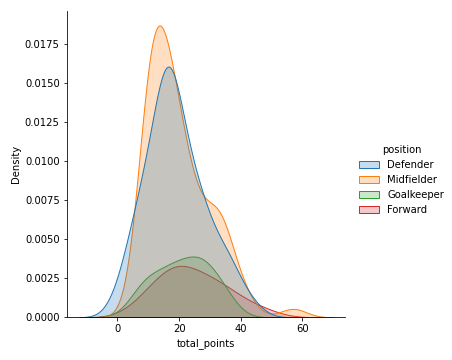 0.0175
0.0150
0.0125
0.0100
0.0075
0.0050
0.0025
0.0000
Density
0 20 40 60
total_points
position
Defender
Midfielder
Goalkeeper
Forward